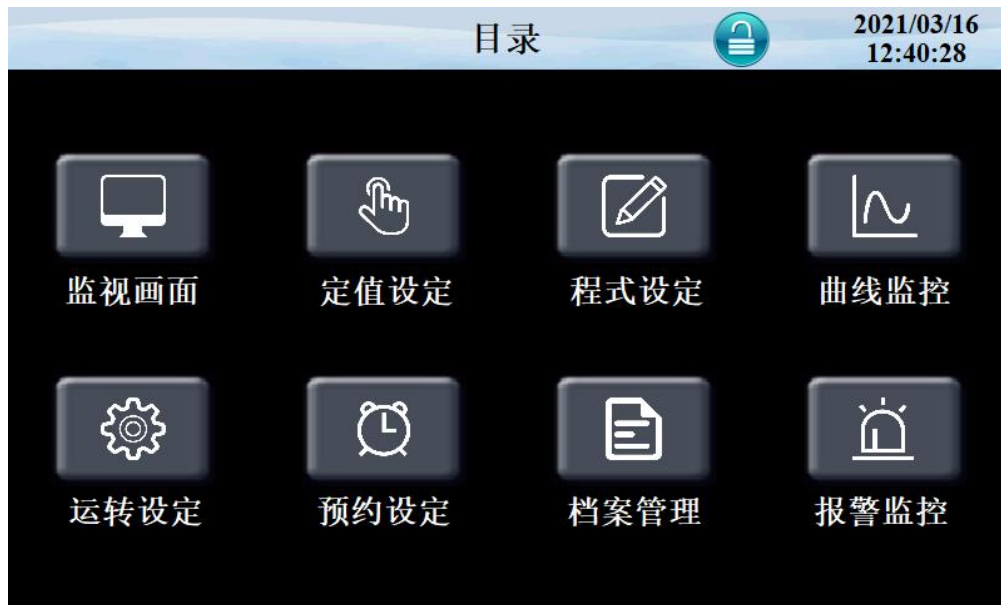 目录
2021/03/16
12:40:28
监视画面
定值设定
程式设定
曲线监控
运转设定
预约设定
档案管理
报警监控